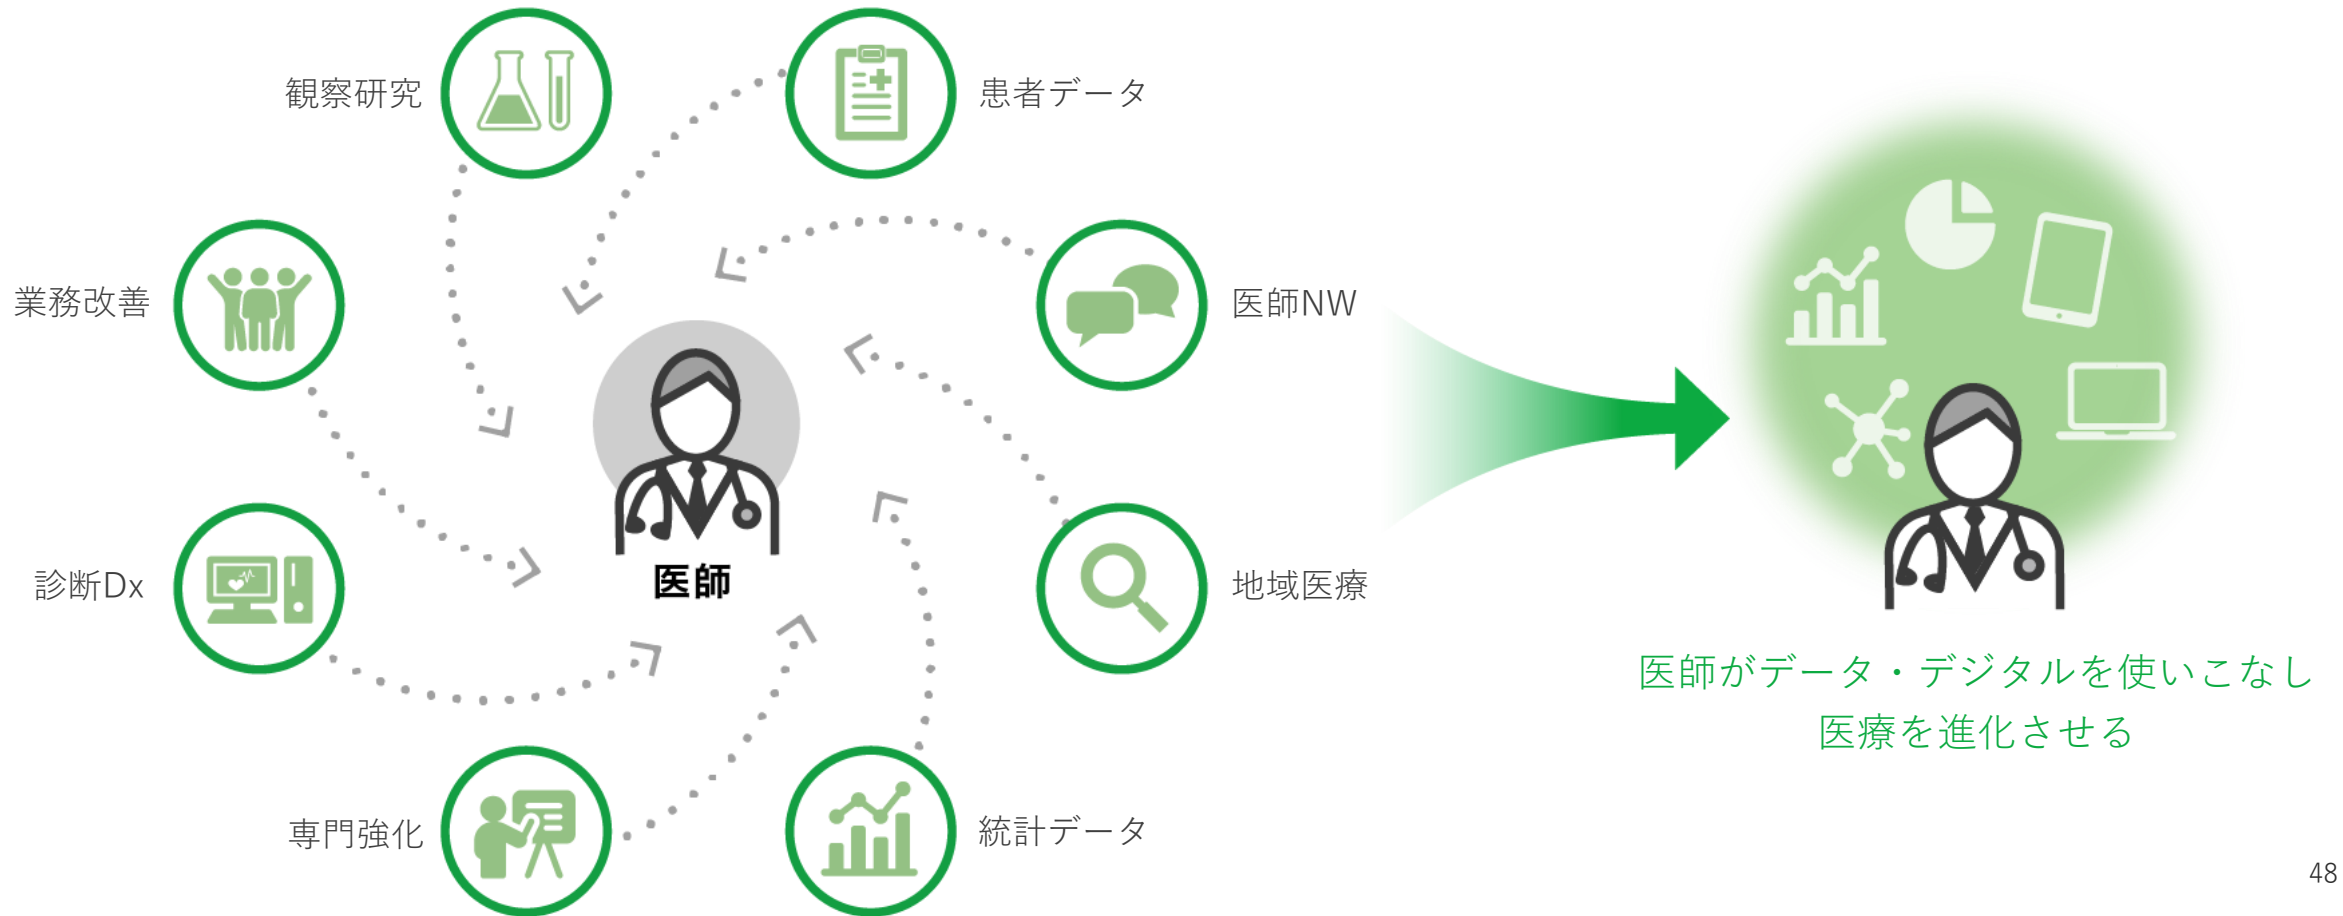 観察研究
患者データ
業務改善
医師NW
医師
診断Dx
地域医療
専門強化
統計データ
医師がデータ・デジタルを使いこなし
医療を進化させる
48